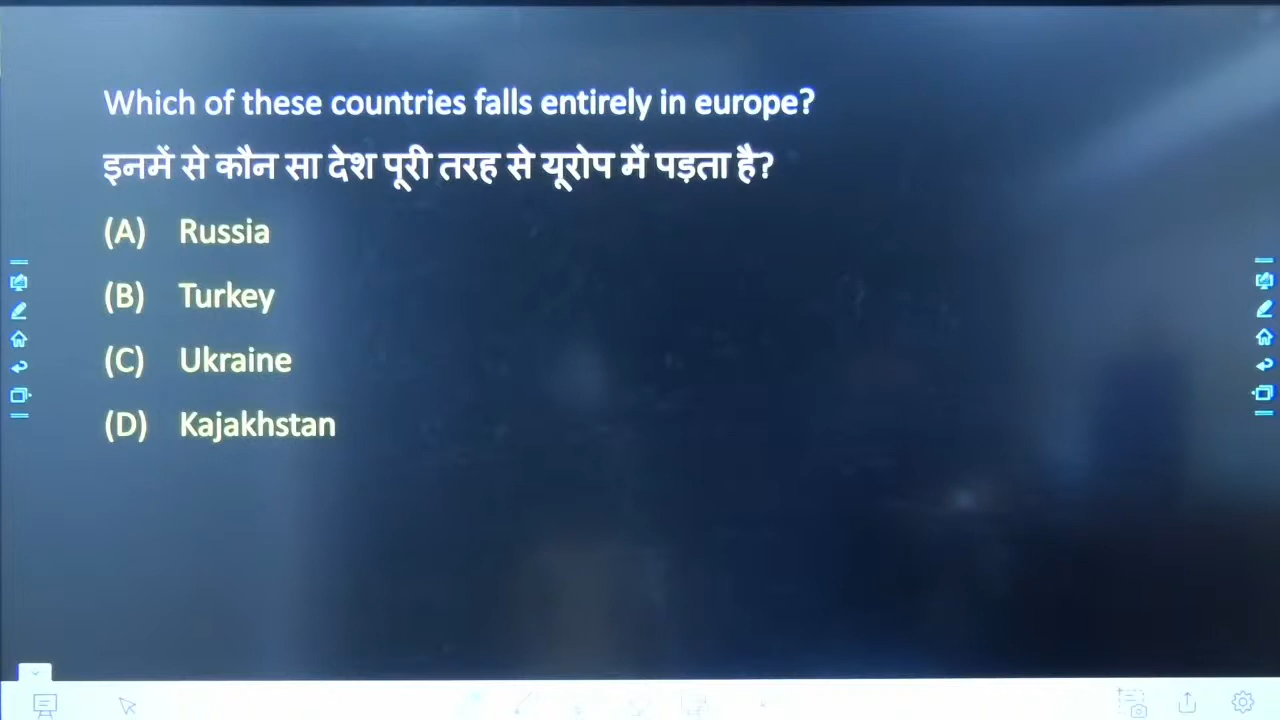 Which of these countries falls entirely in europe?
इनमें से कौन सा देश पूरी तरह से यूरोप में पड़ता है?
(A) Russia
(B) Turkey
(C) Ukraine
(D) Kajakhstan